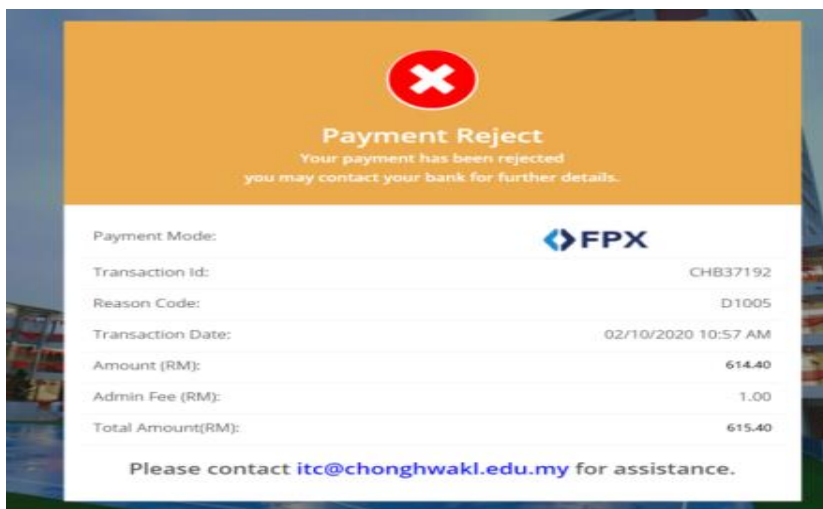 Payment Reject
Your payment has been rejected
you may contact your bank for further details.
Payment Mode: FPX
Transaction Id: CHB37192
Reason Code: D1005
Transaction Date: 02/10/2020 10:57 AM
Amount (RM): 614.40
Admin Fee (RM): 1.00
Total Amount(RM): 615.40
Please contact itc@chonghwakl.edu.my for assistance.